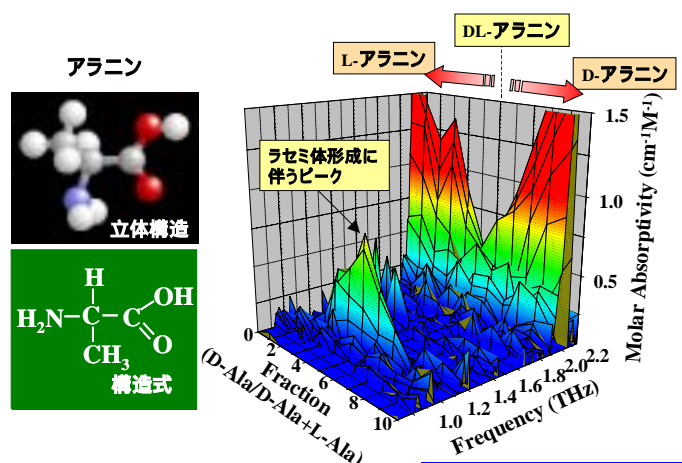 アラニン
立体構造
H
H₂N－C－C
OH
O
CH₃
構造式
L-アラニン
DL-アラニン
D-アラニン
ラセミ体形成に
伴うピーク
1.5
1.0
0.5
Molar Absorptivity (cm⁻¹M⁻¹)
0
2
4
6
8
10
Fraction
(D-Ala/D-Ala+L-Ala)
1.0
1.2
1.4
1.6
1.8
2.0
2.2
Frequency (THz)